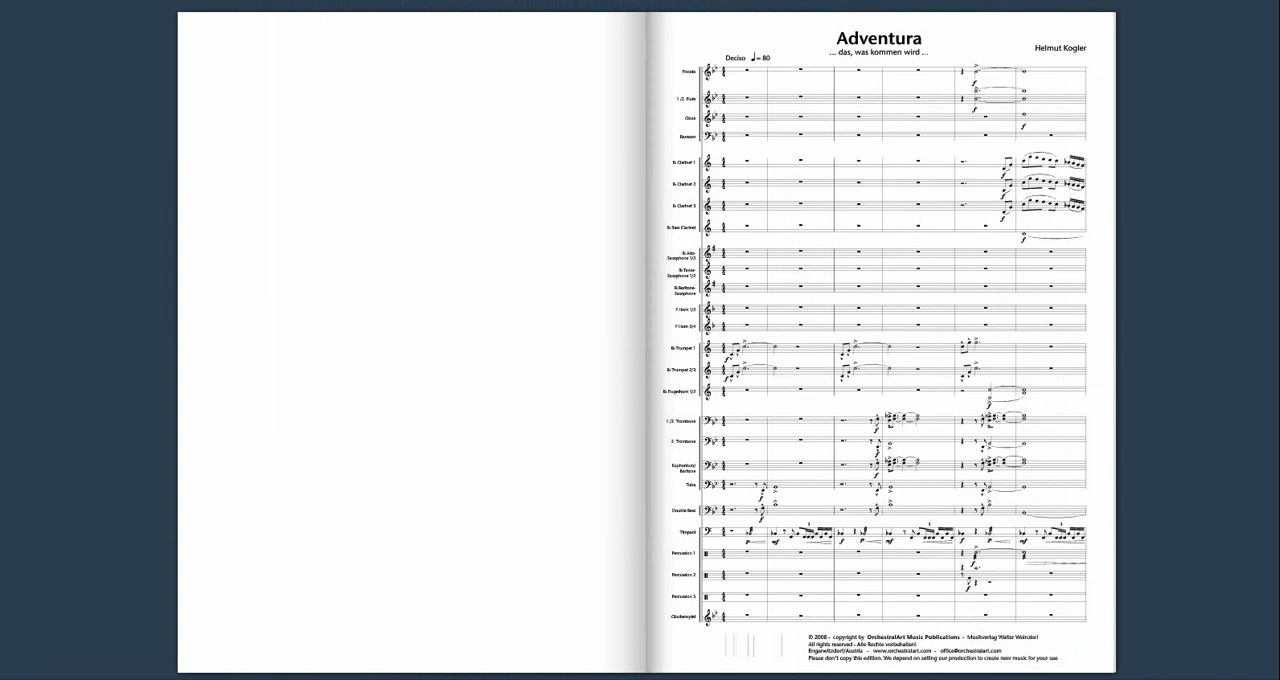 Adventura
... das, was kommen wird ...
Helmut Kogler
Deciso ♩= 80
Piccolo
1/2 Flute
Oboe
Bassoon
B♭ Clarinet 1
B♭ Clarinet 2
B♭ Clarinet 3
B♭ Bass Clarinet
E♭ Alto-
Saxophone 1/2
B♭ Tenor-
Saxophone 1/2
E♭ Baritone-
Saxophone
F Horn 1/2
F Horn 3/4
B♭ Trumpet 1
B♭ Trumpet 2/3
B♭ Flugelhorn 1/2
1./2. Trombone
3. Trombone
Euphonium/
Baritone
Tuba
Double Bass
Timpani
Percussion 1
Percussion 2
Percussion 3
Glockenspiel
© 2008 - copyright by OrchestralArt Music Publications - Musikverlag Walter Weinzierl
All rights reserved - Alle Rechte vorbehalten!
Engerwitzdorf/Austria - www.orchestralart.com - office@orchestralart.com
Please don't copy this edition. We depend on selling our production to create new music for your use